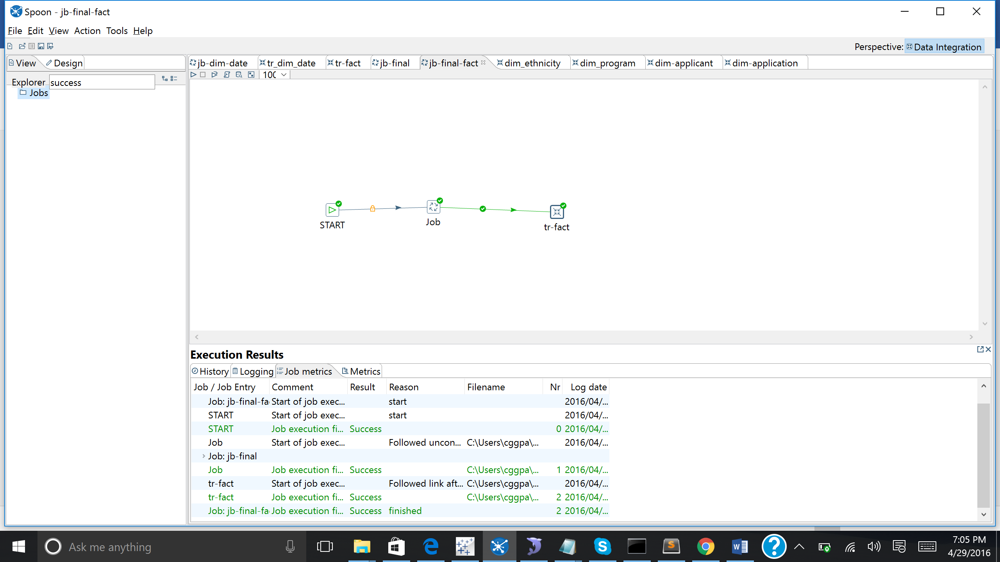 Spoon - jb-final-fact
File Edit View Action Tools Help
Perspective: Data Integration
View Design
jb-dim-date tr_dim_date tr-fact jb-final jb-final-fact dim_ethnicity dim_program dim-applicant dim-application
Explorer success
Jobs
START
Job
tr-fact
Execution Results
History Logging Job metrics Metrics
Job / Job Entry Comment Result Reason Filename Nr Log date
Job: jb-final-fa Start of job exec... start 2016/04/...
START Start of job exec... start 2016/04/...
START Job execution fi... Success 0 2016/04/...
Job Start of job exec... Followed uncon... C:\Users\cggpa\... 2016/04/...
Job: jb-final
Job Job execution fi... Success C:\Users\cggpa\... 1 2016/04/...
tr-fact Start of job exec... Followed link aft... C:\Users\cggpa\... 2016/04/...
tr-fact Job execution fi... Success C:\Users\cggpa\... 2 2016/04/...
Job: jb-final-fa Job execution fi... Success finished 2 2016/04/...
Ask me anything
7:05 PM
4/29/2016